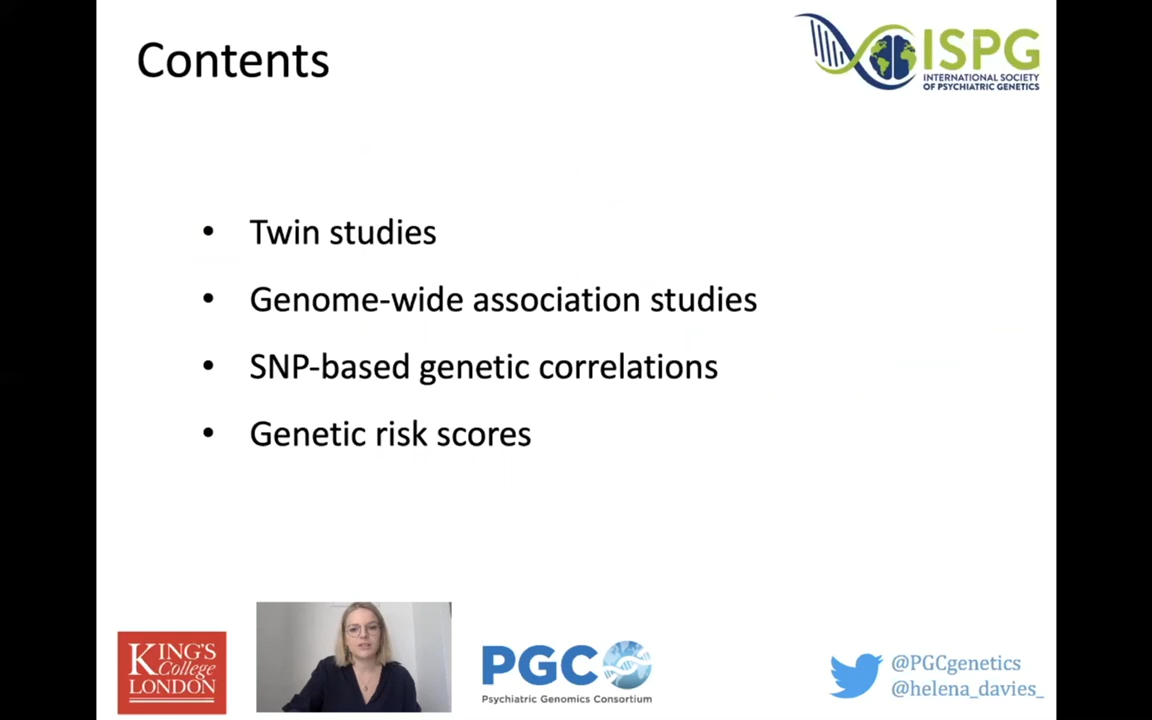 Contents
ISPG
INTERNATIONAL SOCIETY
OF PSYCHIATRIC GENETICS
• Twin studies
• Genome-wide association studies
• SNP-based genetic correlations
• Genetic risk scores
KING'S
College
LONDON
PGC
Psychiatric Genomics Consortium
@PGCgenetics
@helena_davies_